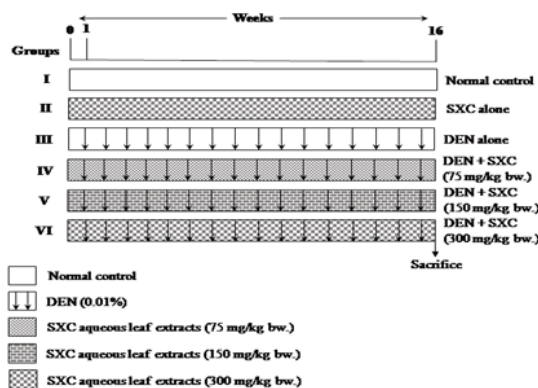 Weeks
0 1 16
Groups
I Normal control
II SXC alone
III DEN alone
IV DEN + SXC
(75 mg/kg bw.)
V DEN + SXC
(150 mg/kg bw.)
VI DEN + SXC
(300 mg/kg bw.)
Sacrifice
Normal control
DEN (0.01%)
SXC aqueous leaf extracts (75 mg/kg bw.)
SXC aqueous leaf extracts (150 mg/kg bw.)
SXC aqueous leaf extracts (300 mg/kg bw.)